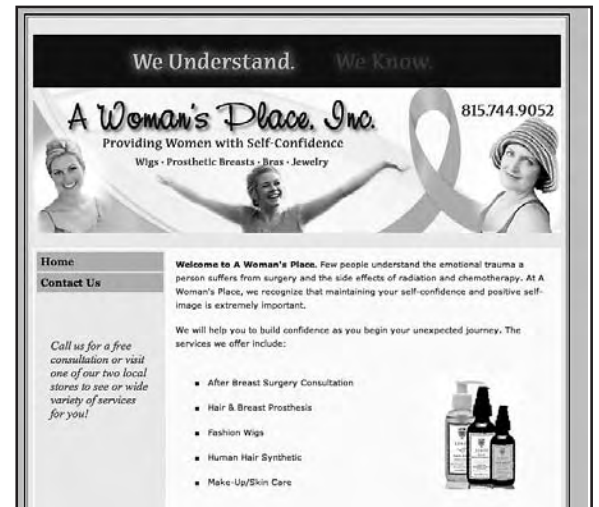 We Understand. We Know.
A Woman's Place, Inc.
815.744.9052
Providing Women with Self-Confidence
Wigs · Prosthetic Breasts · Bras · Jewelry
Home
Contact Us
Call us for a free
consultation or visit
one of our two local
stores to see or wide
variety of services
for you!
Welcome to A Woman's Place. Few people understand the emotional trauma a
person suffers from surgery and the side effects of radiation and chemotherapy. At A
Woman's Place, we recognize that maintaining your self-confidence and positive self-
image is extremely important.
We will help you to build confidence as you begin your unexpected journey. The
services we offer include:
▪ After Breast Surgery Consultation
▪ Hair & Breast Prosthesis
▪ Fashion Wigs
▪ Human Hair Synthetic
▪ Make-Up/Skin Care